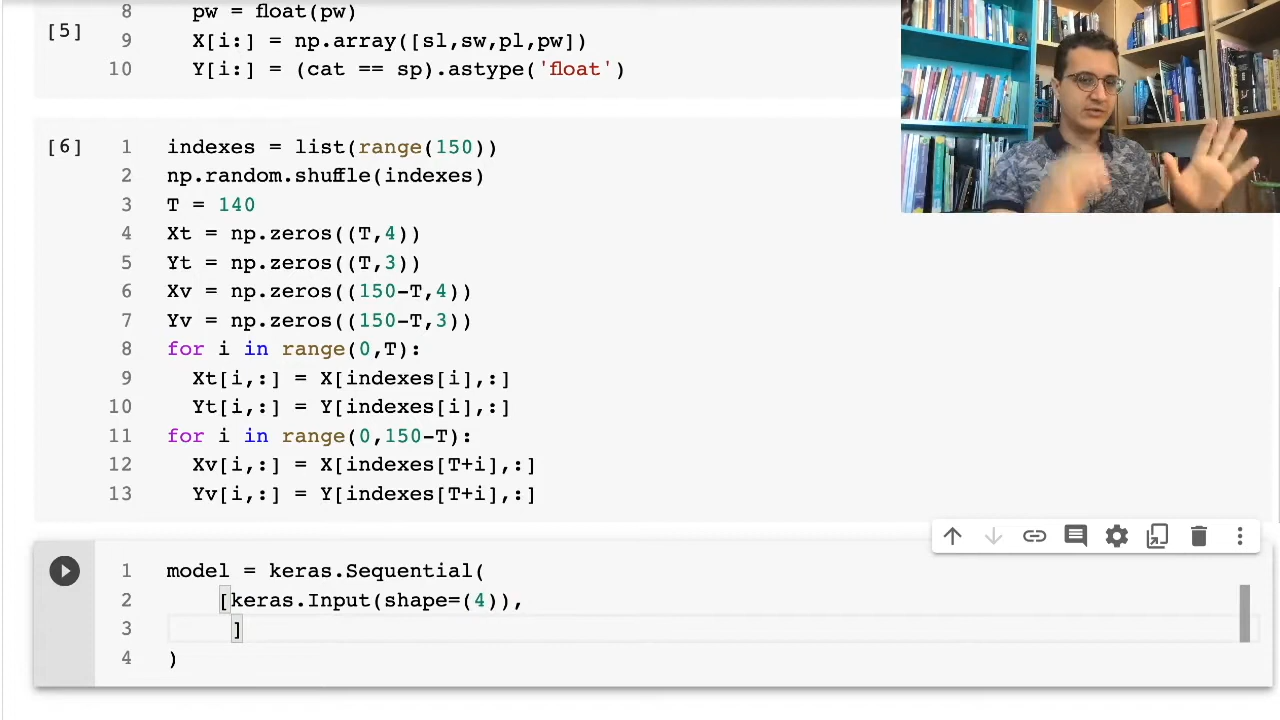 8 pw = float(pw)
[5] 9 X[i:] = np.array([sl,sw,pl,pw])
10 Y[i:] = (cat == sp).astype('float')
[6] 1 indexes = list(range(150))
2 np.random.shuffle(indexes)
3 T = 140
4 Xt = np.zeros((T,4))
5 Yt = np.zeros((T,3))
6 Xv = np.zeros((150-T,4))
7 Yv = np.zeros((150-T,3))
8 for i in range(0,T):
9 Xt[i,:] = X[indexes[i],:]
10 Yt[i,:] = Y[indexes[i],:]
11 for i in range(0,150-T):
12 Xv[i,:] = X[indexes[T+i],:]
13 Yv[i,:] = Y[indexes[T+i],:]
1 model = keras.Sequential(
2 [keras.Input(shape=(4)),
3 ]
4 )